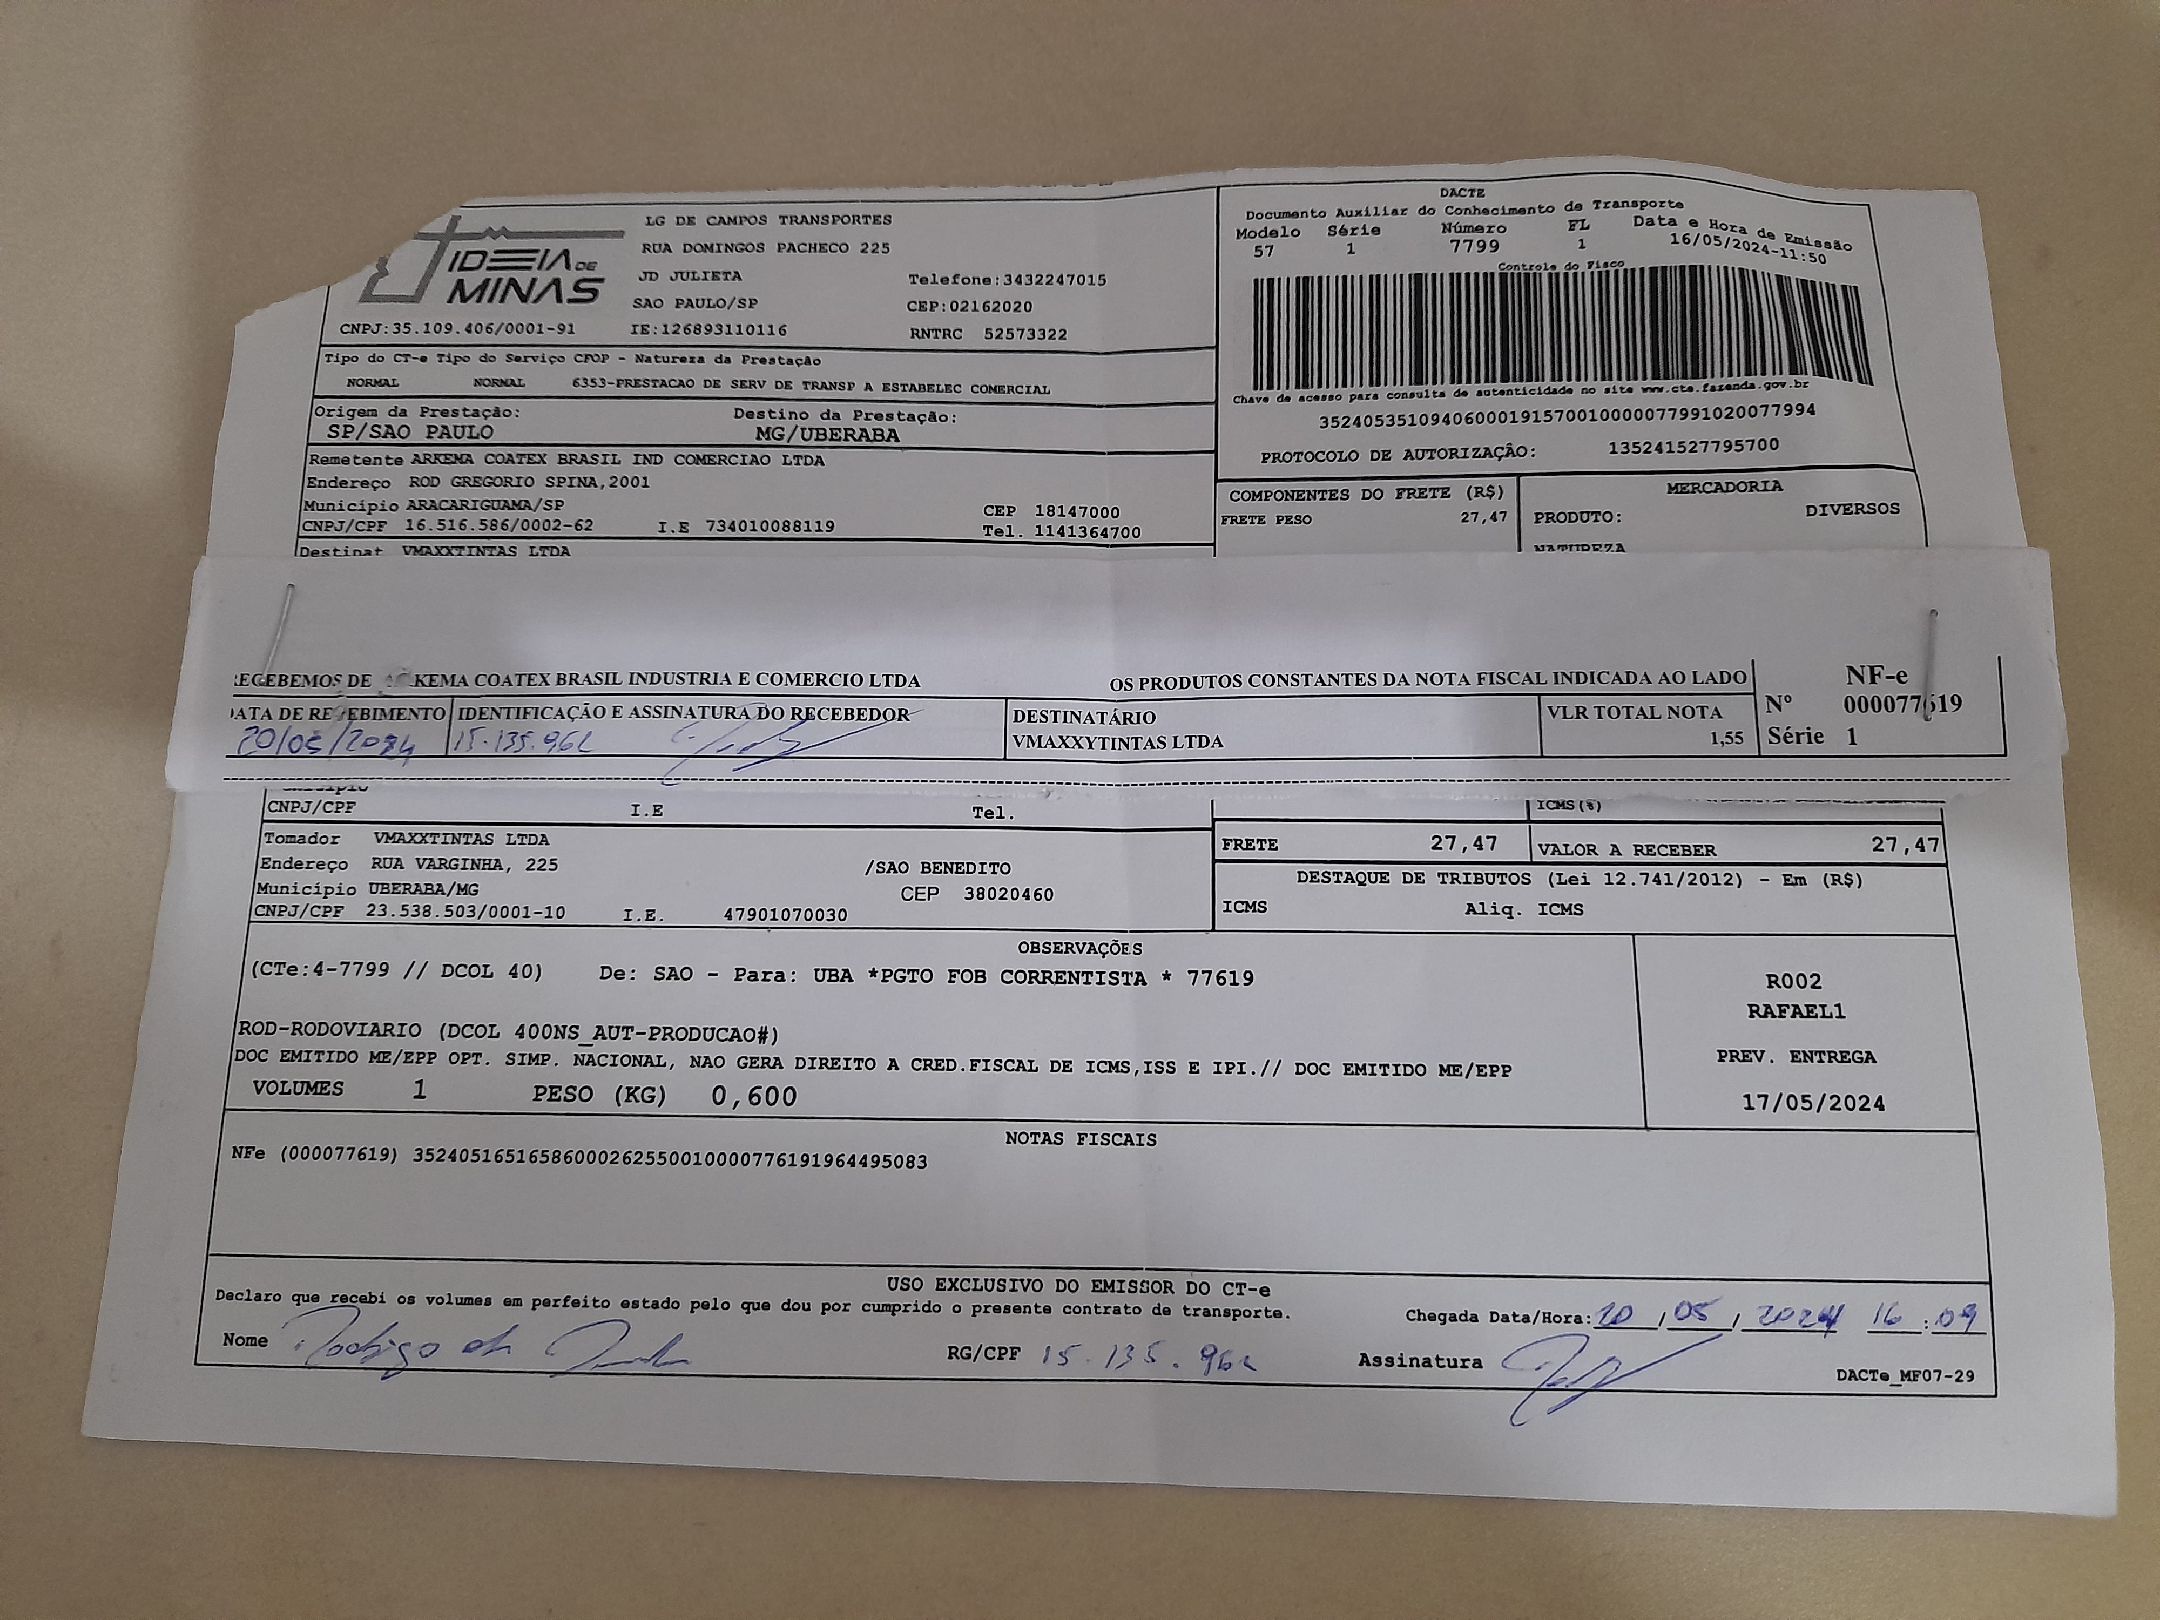 IDEIA DE MINAS
LG DE CAMPOS TRANSPORTES
RUA DOMINGOS PACHECO 225
JD JULIETA Telefone:3432247015
SAO PAULO/SP CEP:02162020
CNPJ:35.109.406/0001-91 IE:126893110116 RNTRC 52573322
DACTE
Documento Auxiliar do Conhecimento de Transporte
Modelo Série Número FL Data e Hora de Emissão
57 1 7799 1 16/05/2024-11:50
Controle do Fisco
Chave de acesso para consulta de autenticidade no site www.cte.fazenda.gov.br
35240535109406000191570010000077991020077994
PROTOCOLO DE AUTORIZAÇÃO: 135241527795700
Tipo do CT-e Tipo do Serviço CFOP - Natureza da Prestação
NORMAL NORMAL 6353-PRESTACAO DE SERV DE TRANSP A ESTABELEC COMERCIAL
Origem da Prestação: Destino da Prestação:
SP/SAO PAULO MG/UBERABA
Remetente ARKEMA COATEX BRASIL IND COMERCIAO LTDA
Endereço ROD GREGORIO SPINA,2001
Município ARACARIGUAMA/SP CEP 18147000
CNPJ/CPF 16.516.586/0002-62 I.E 734010088119 Tel. 1141364700
Destinat VMAXXTINTAS LTDA
COMPONENTES DO FRETE (R$)
FRETE PESO 27,47
MERCADORIA
PRODUTO: DIVERSOS
NATUREZA
:ECEBEMOS DE KEMA COATEX BRASIL INDUSTRIA E COMERCIO LTDA OS PRODUTOS CONSTANTES DA NOTA FISCAL INDICADA AO LADO
NF-e
Nº 000077619
Série 1
DATA DE RECEBIMENTO IDENTIFICAÇÃO E ASSINATURA DO RECEBEDOR
20/05/2024 15.135.962
DESTINATÁRIO
VMAXXYTINTAS LTDA
VLR TOTAL NOTA
1,55
CNPJ/CPF I.E Tel.
ICMS(%)
Tomador VMAXXTINTAS LTDA
Endereço RUA VARGINHA, 225 /SAO BENEDITO
Município UBERABA/MG CEP 38020460
CNPJ/CPF 23.538.503/0001-10 I.E. 47901070030
FRETE 27,47 VALOR A RECEBER 27,47
DESTAQUE DE TRIBUTOS (Lei 12.741/2012) - Em (R$)
ICMS Aliq. ICMS
OBSERVAÇÕES
(CTe:4-7799 // DCOL 40) De: SAO - Para: UBA *PGTO FOB CORRENTISTA * 77619
ROD-RODOVIARIO (DCOL 400NS_AUT-PRODUCAO#)
DOC EMITIDO ME/EPP OPT. SIMP. NACIONAL, NAO GERA DIREITO A CRED.FISCAL DE ICMS,ISS E IPI.// DOC EMITIDO ME/EPP
VOLUMES 1 PESO (KG) 0,600
R002
RAFAEL1
PREV. ENTREGA
17/05/2024
NOTAS FISCAIS
NFe (000077619) 35240516516586000262550010000776191964495083
USO EXCLUSIVO DO EMISSOR DO CT-e
Declaro que recebi os volumes em perfeito estado pelo que dou por cumprido o presente contrato de transporte.
Chegada Data/Hora: 20/05/2024 16:09
Nome Rodrigo RG/CPF 15.135.962 Assinatura
DACTe_MF07-29